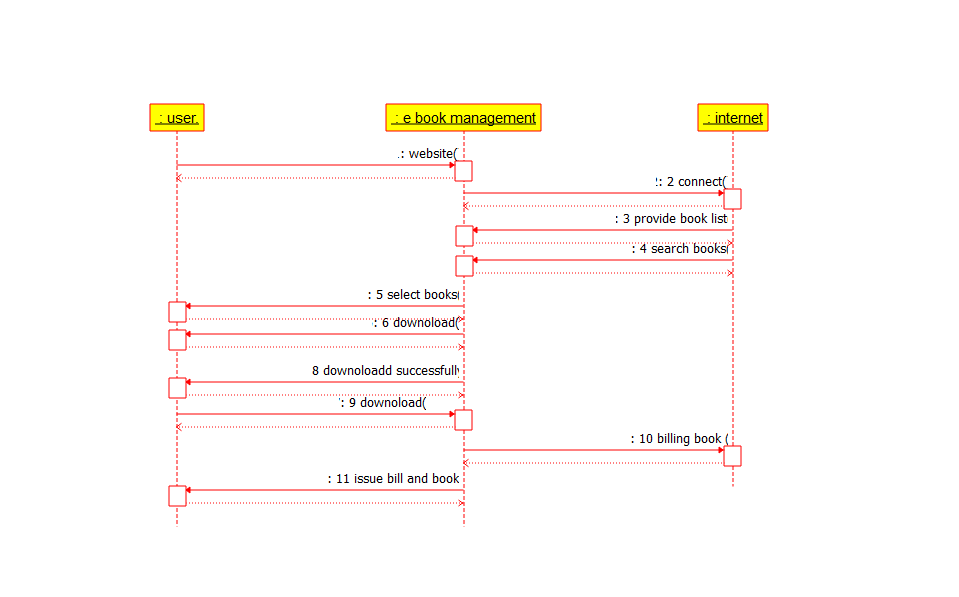 : user.
: e book management
: internet
: website(
: 2 connect(
: 3 provide book list
: 4 search books(
: 5 select books(
: 6 downoload(
8 downoloadd successfully
: 9 downoload(
: 10 billing book (
: 11 issue bill and book